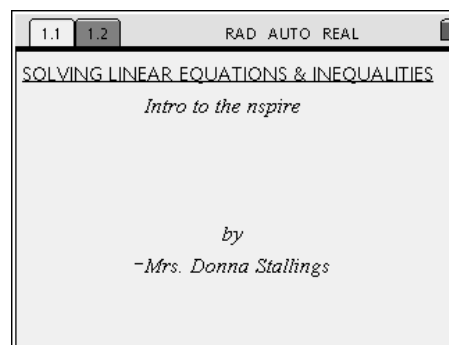 1.1 1.2 RAD AUTO REAL
SOLVING LINEAR EQUATIONS & INEQUALITIES
Intro to the nspire
by
-Mrs. Donna Stallings